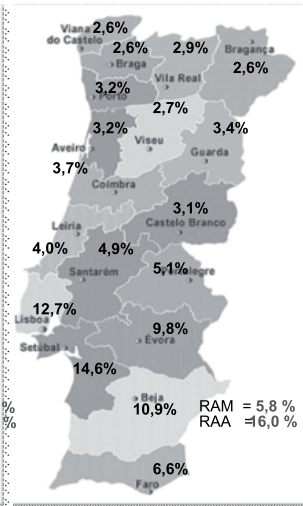 Viana 2,6%
do Castelo
2,6% 2,9%
Bragança
Braga
2,6%
Vila Real
3,2%
Porto
2,7%
3,2% 3,4%
Aveiro Viseu
Guarda
3,7%
Coimbra
3,1%
Castelo Branco
Leiria
4,0% 4,9%
5,1%
Santarém Portalegre
12,7%
Lisboa
9,8%
Setúbal Évora
14,6%
Beja
10,9%
RAM = 5,8 %
%
RAA =16,0 %
%
6,6%
Faro